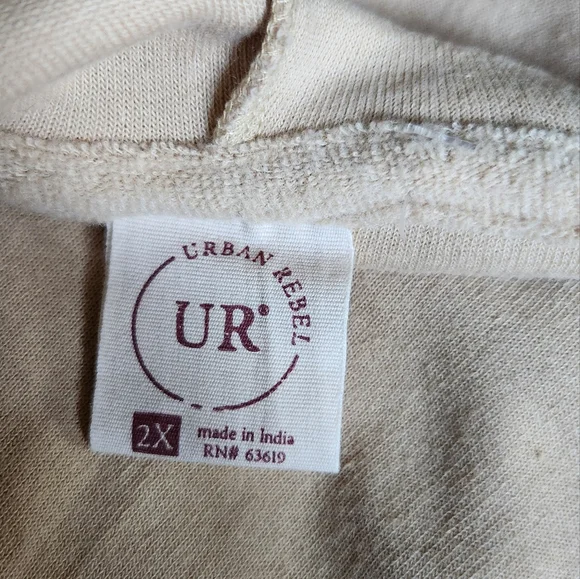 URBAN REBEL
UR®
2X
made in India
RN# 63619